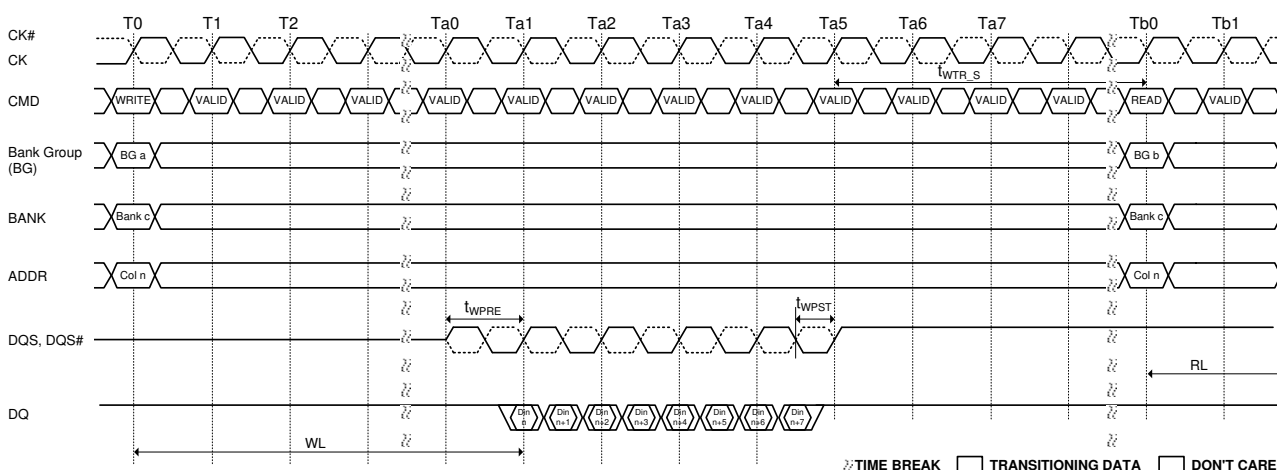 T0 T1 T2 Ta0 Ta1 Ta2 Ta3 Ta4 Ta5 Ta6 Ta7 Tb0 Tb1
CK#
CK
tWTR_S
CMD WRITE VALID VALID VALID VALID VALID VALID VALID VALID VALID VALID VALID VALID READ VALID
Bank Group
(BG)
BG a BG b
BANK Bank c Bank c
ADDR Col n Col n
tWPRE tWPST
DQS, DQS#
RL
DQ
Din Din Din Din Din Din Din Din
n n+1 n+2 n+3 n+4 n+5 n+6 n+7
WL
TIME BREAK TRANSITIONING DATA DON'T CARE